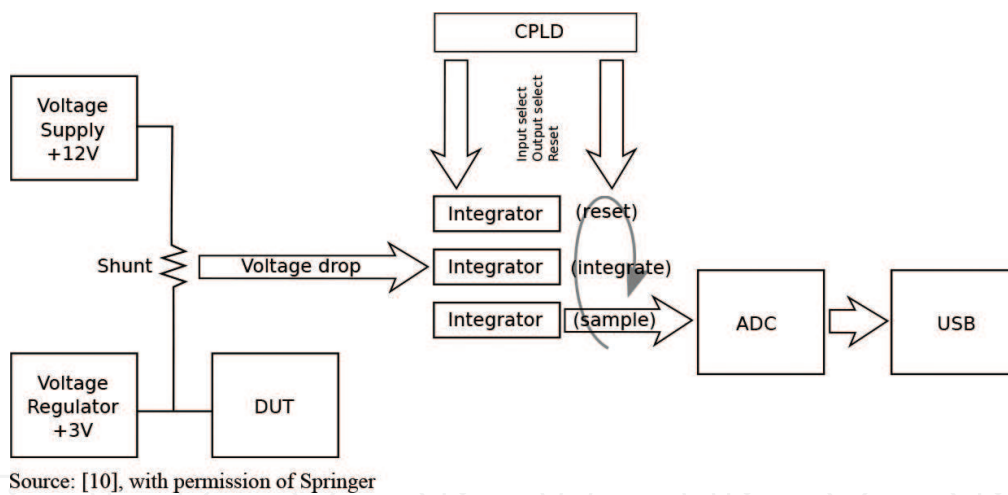 CPLD
Voltage
Supply
+12V
Input select
Output select
Reset
Integrator
(reset)
Shunt
Voltage drop
Integrator
(integrate)
Integrator
(sample)
ADC
USB
Voltage
Regulator
+3V
DUT
Source: [10], with permission of Springer